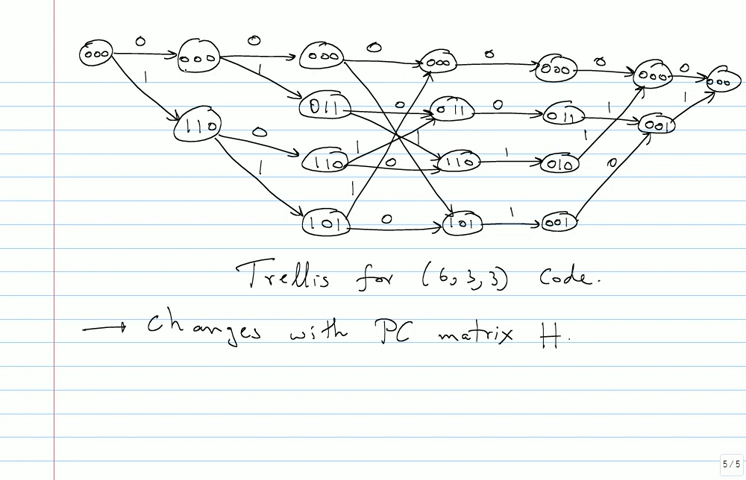 0 0 0 0 0 0
000 000 000 000 000 000 000
1 1
011 0 011 0 011 1 001 1
110 0 1 1 1
110 0 110 1 010 0
1 1
101 0 101 1 001
Trellis for (6, 3, 3) code.
→ Changes with PC matrix H.
5/5